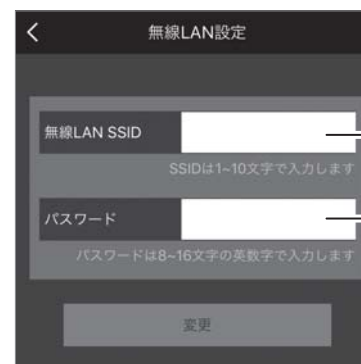 無線LAN設定
無線LAN SSID
SSIDは1~10文字で入力します
パスワード
パスワードは8~16文字の英数字で入力します
変更